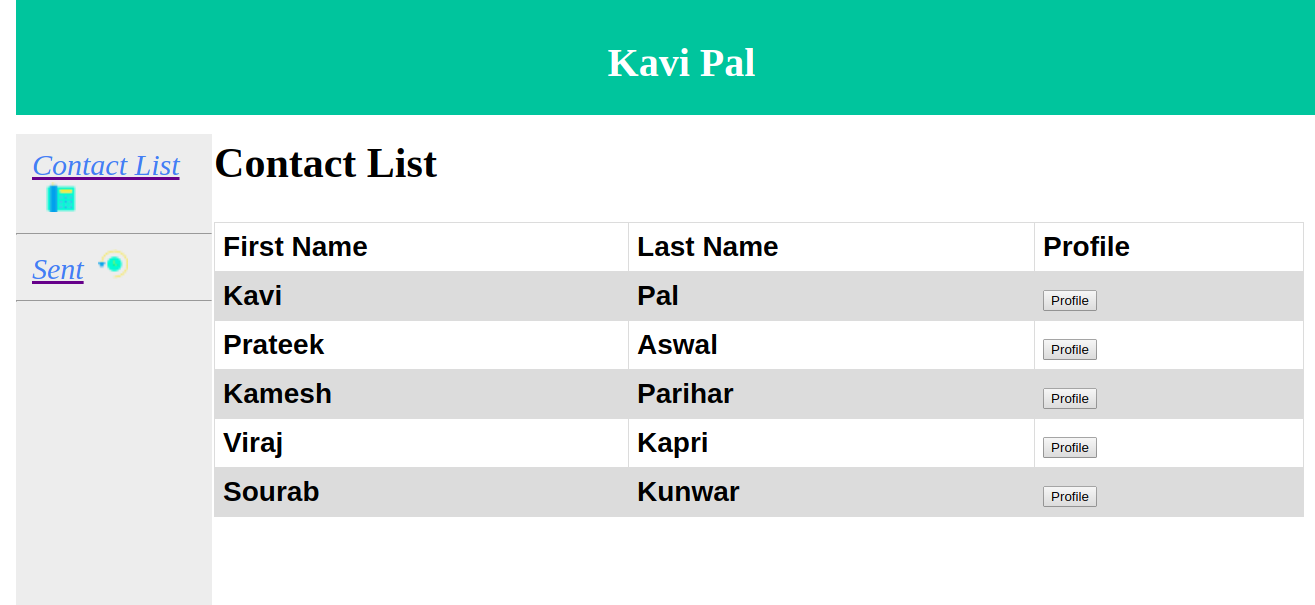 Kavi Pal
Contact List
Sent
Contact List
First Name Last Name Profile
Kavi Pal Profile
Prateek Aswal Profile
Kamesh Parihar Profile
Viraj Kapri Profile
Sourab Kunwar Profile